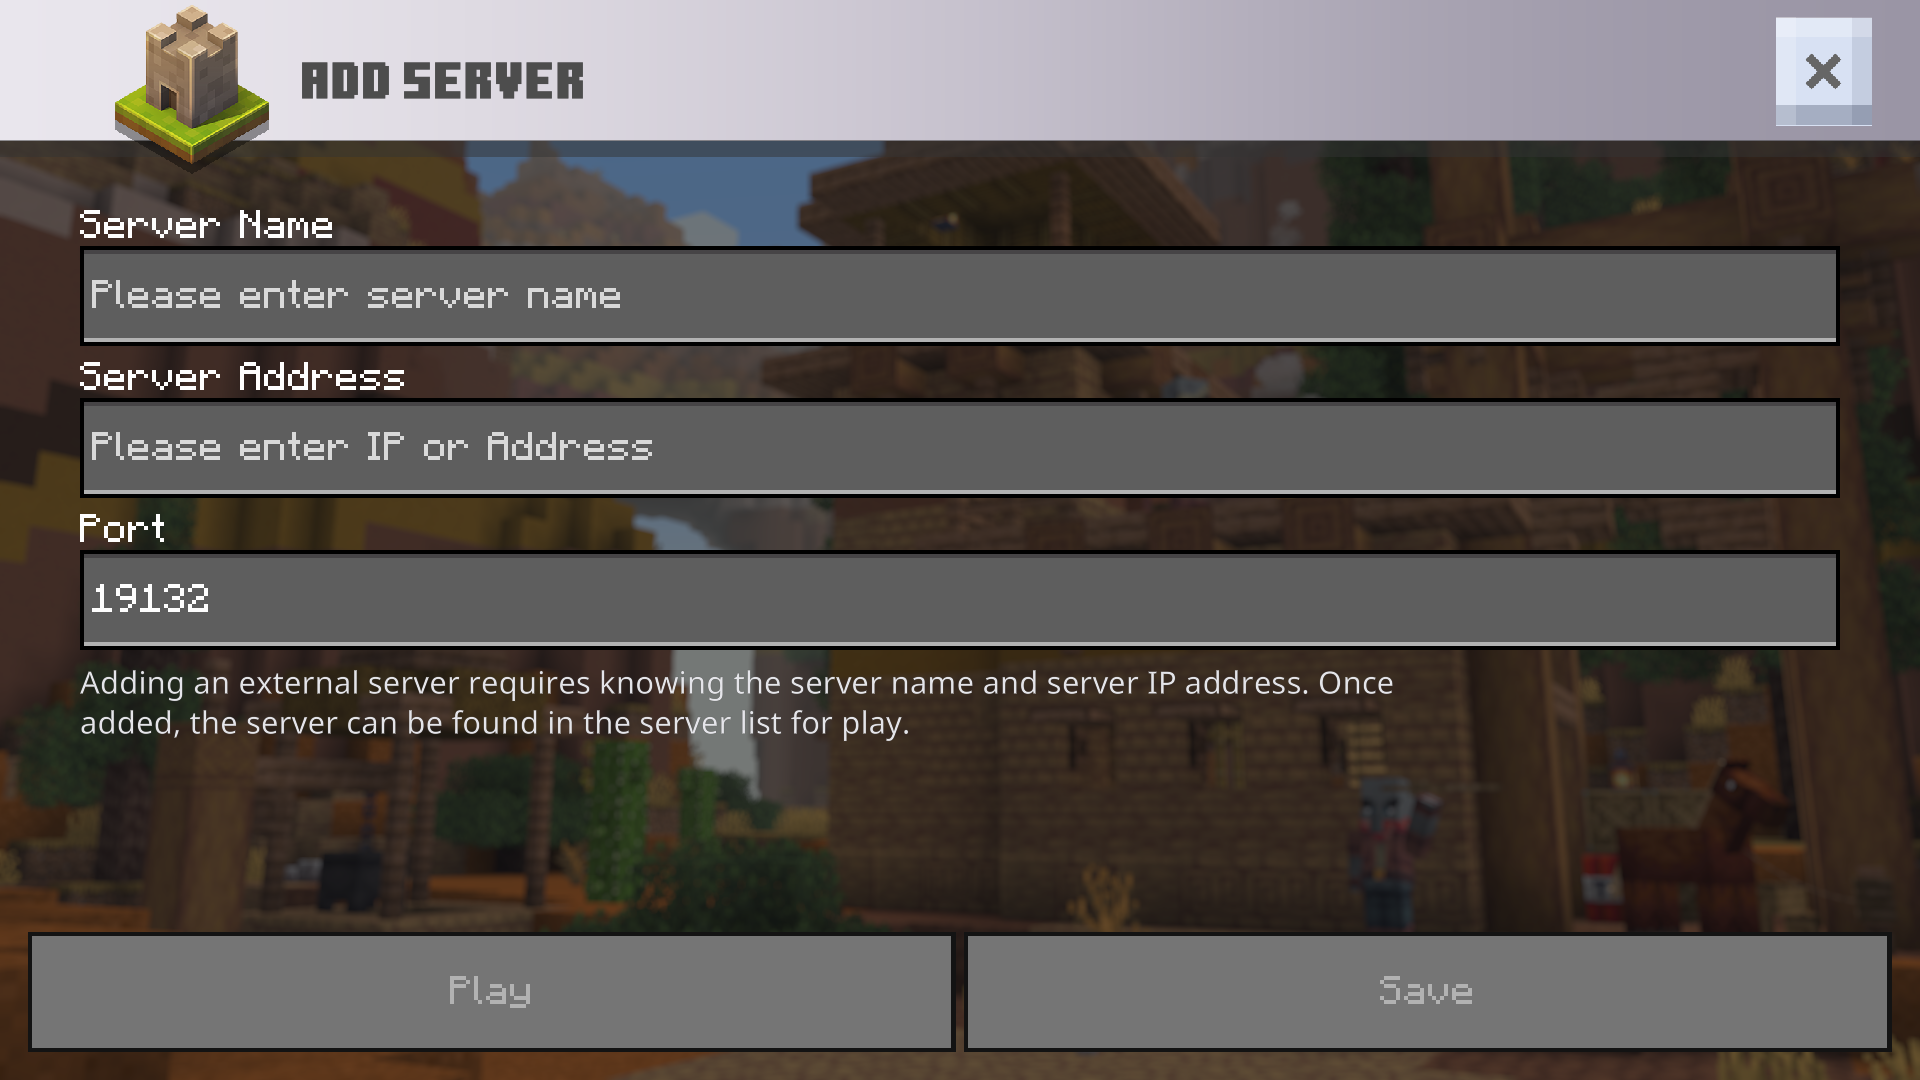 ADD SERVER
Server Name
Please enter server name
Server Address
Please enter IP or Address
Port
19132
Adding an external server requires knowing the server name and server IP address. Once
added, the server can be found in the server list for play.
Play
Save